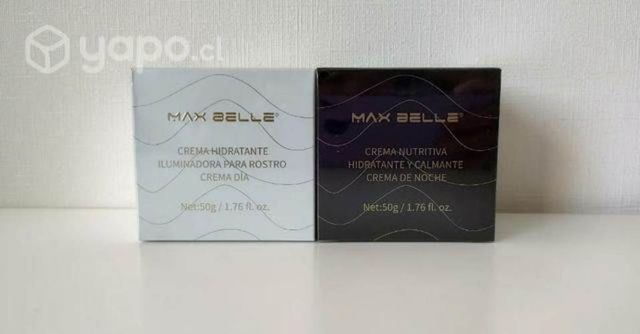 yapo.cl
MAX BELLE®
CREMA HIDRATANTE
ILUMINADORA PARA ROSTRO
CREMA DÍA
Net:50g / 1.76 fl. oz.
MAX BELLE®
CREMA NUTRITIVA
HIDRATANTE Y CALMANTE
CREMA DE NOCHE
Net:50g / 1.76 fl.oz.